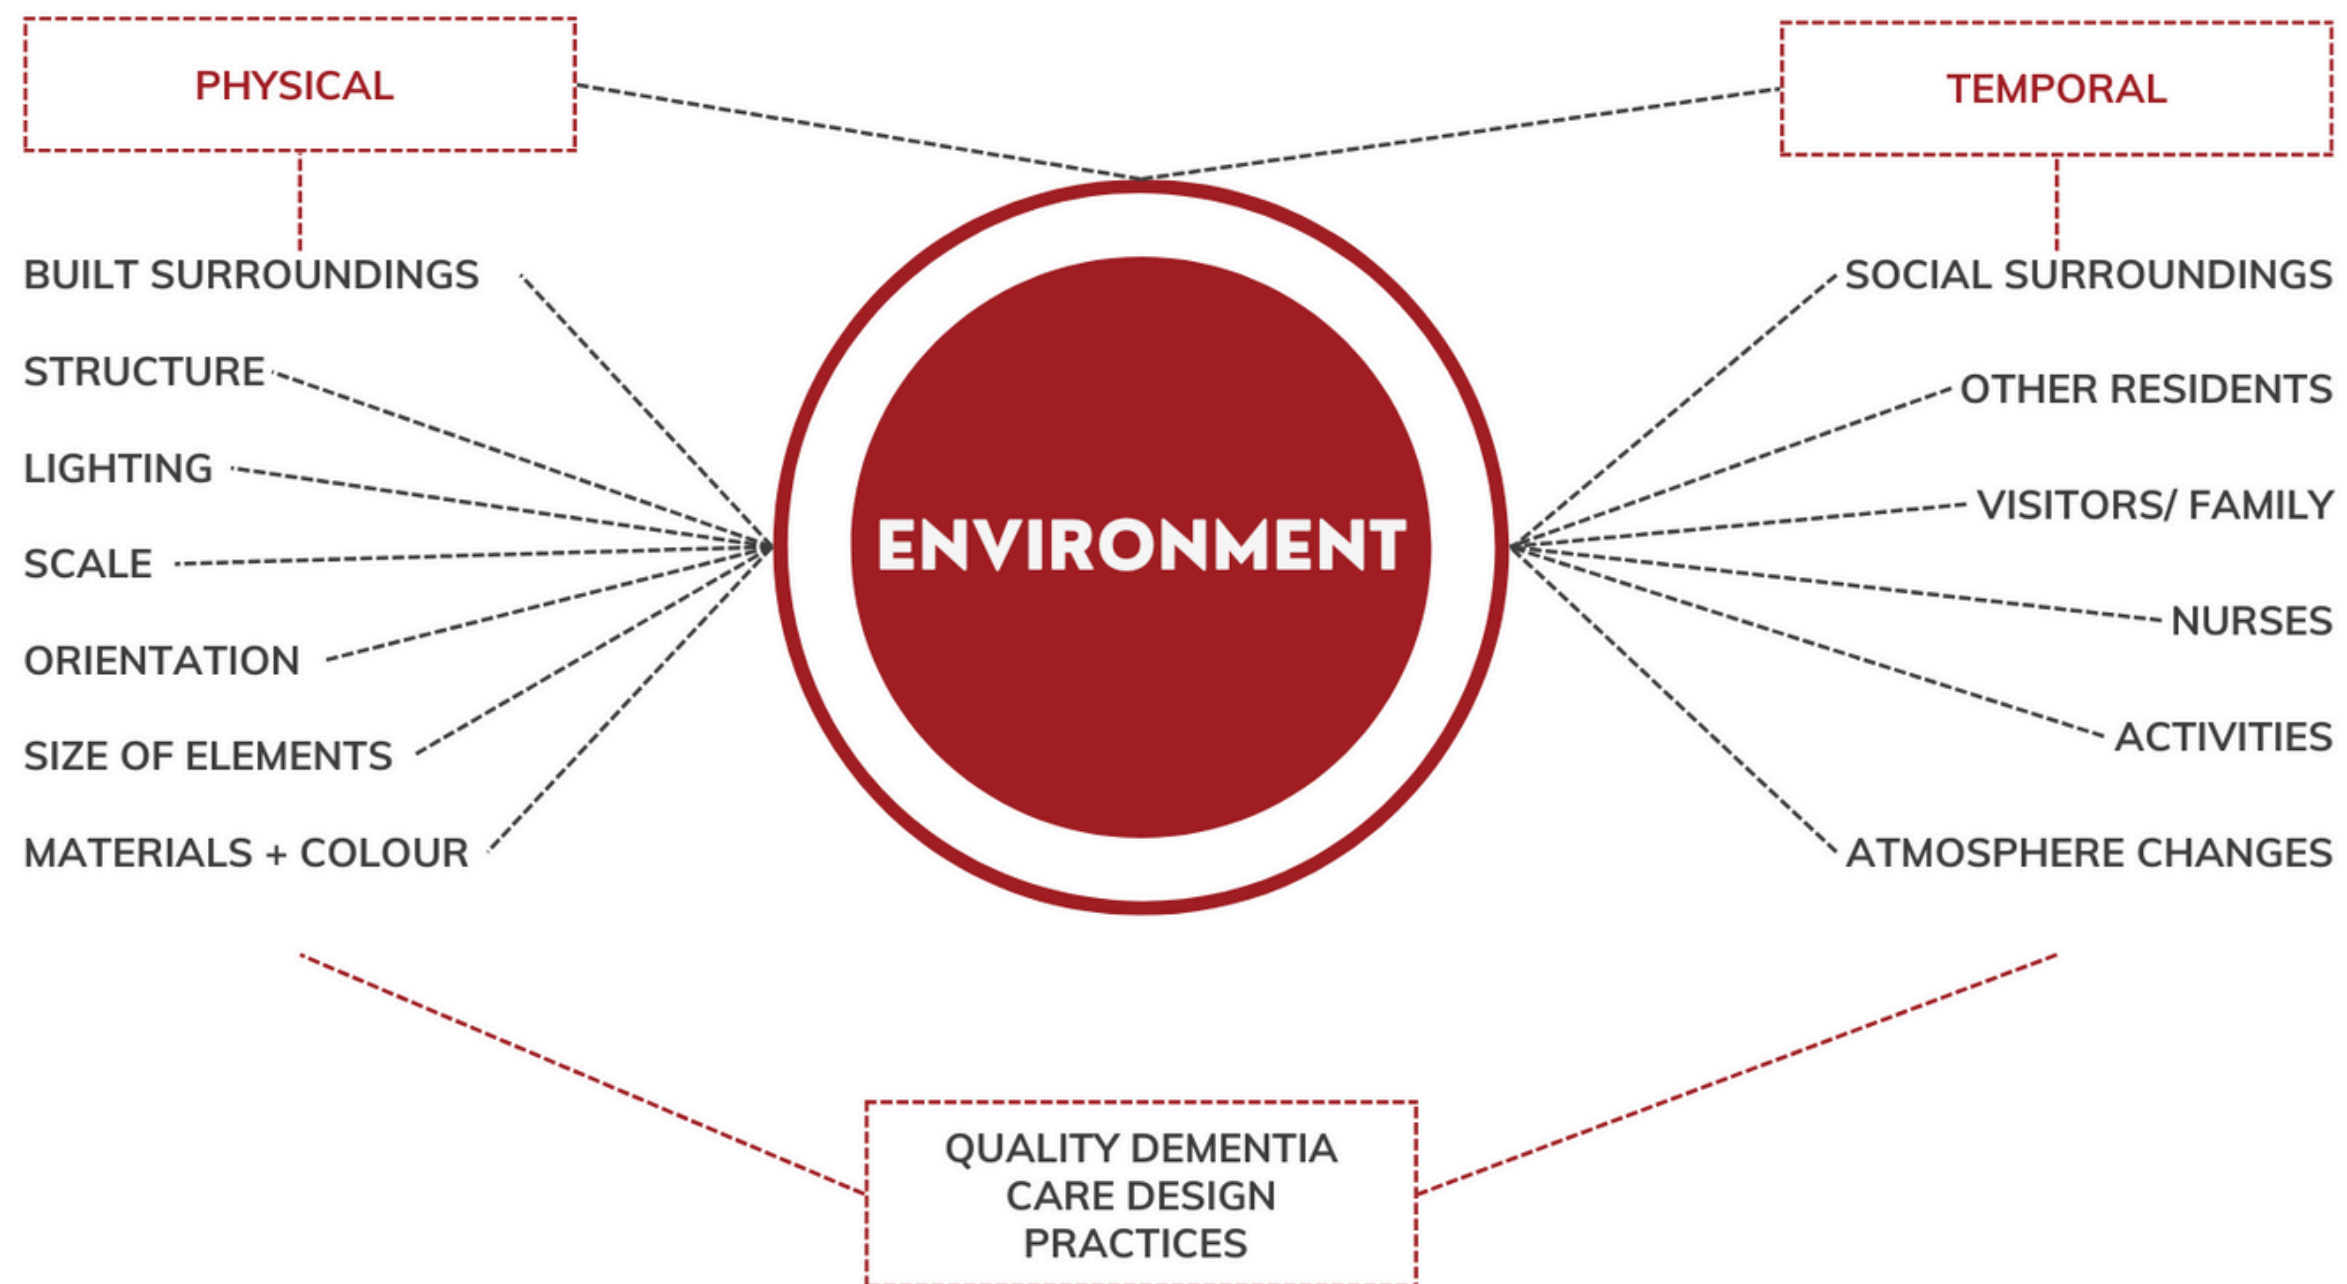 PHYSICAL
BUILT SURROUNDINGS
STRUCTURE
LIGHTING
SCALE
ORIENTATION
SIZE OF ELEMENTS
MATERIALS + COLOUR
ENVIRONMENT
TEMPORAL
SOCIAL SURROUNDINGS
OTHER RESIDENTS
VISITORS/ FAMILY
NURSES
ACTIVITIES
ATMOSPHERE CHANGES
QUALITY DEMENTIA
CARE DESIGN
PRACTICES